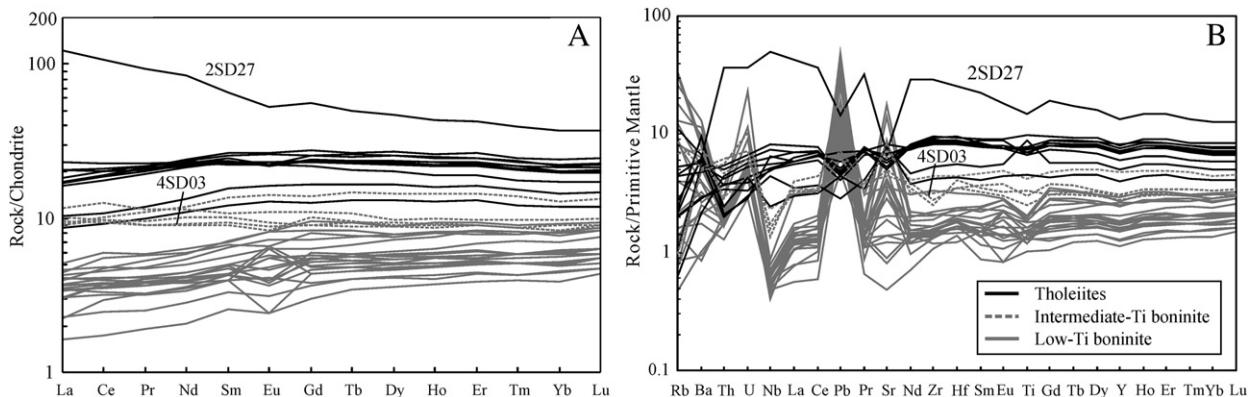 200
100
10
1
Rock/Chondrite
A
2SD27
4SD03
La Ce Pr Nd Sm Eu Gd Tb Dy Ho Er Tm Yb Lu
100
10
1
0.1
Rock/Primitive Mantle
B
2SD27
4SD03
Tholeiites
Intermediate-Ti boninite
Low-Ti boninite
Rb Ba Th U Nb La Ce Pb Pr Sr Nd Zr Hf Sm Eu Ti Gd Tb Dy Y Ho Er Tm Yb Lu